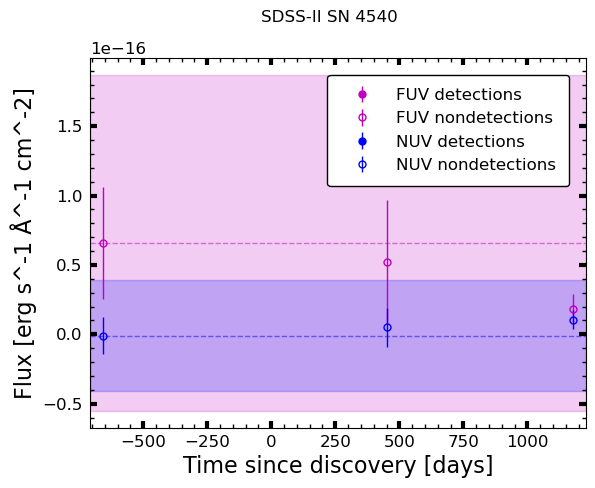 SDSS-II SN 4540
1e−16
FUV detections
FUV nondetections
NUV detections
NUV nondetections
1.5
1.0
0.5
0.0
−0.5
Flux [erg s^-1 Å^-1 cm^-2]
−500 −250 0 250 500 750 1000
Time since discovery [days]